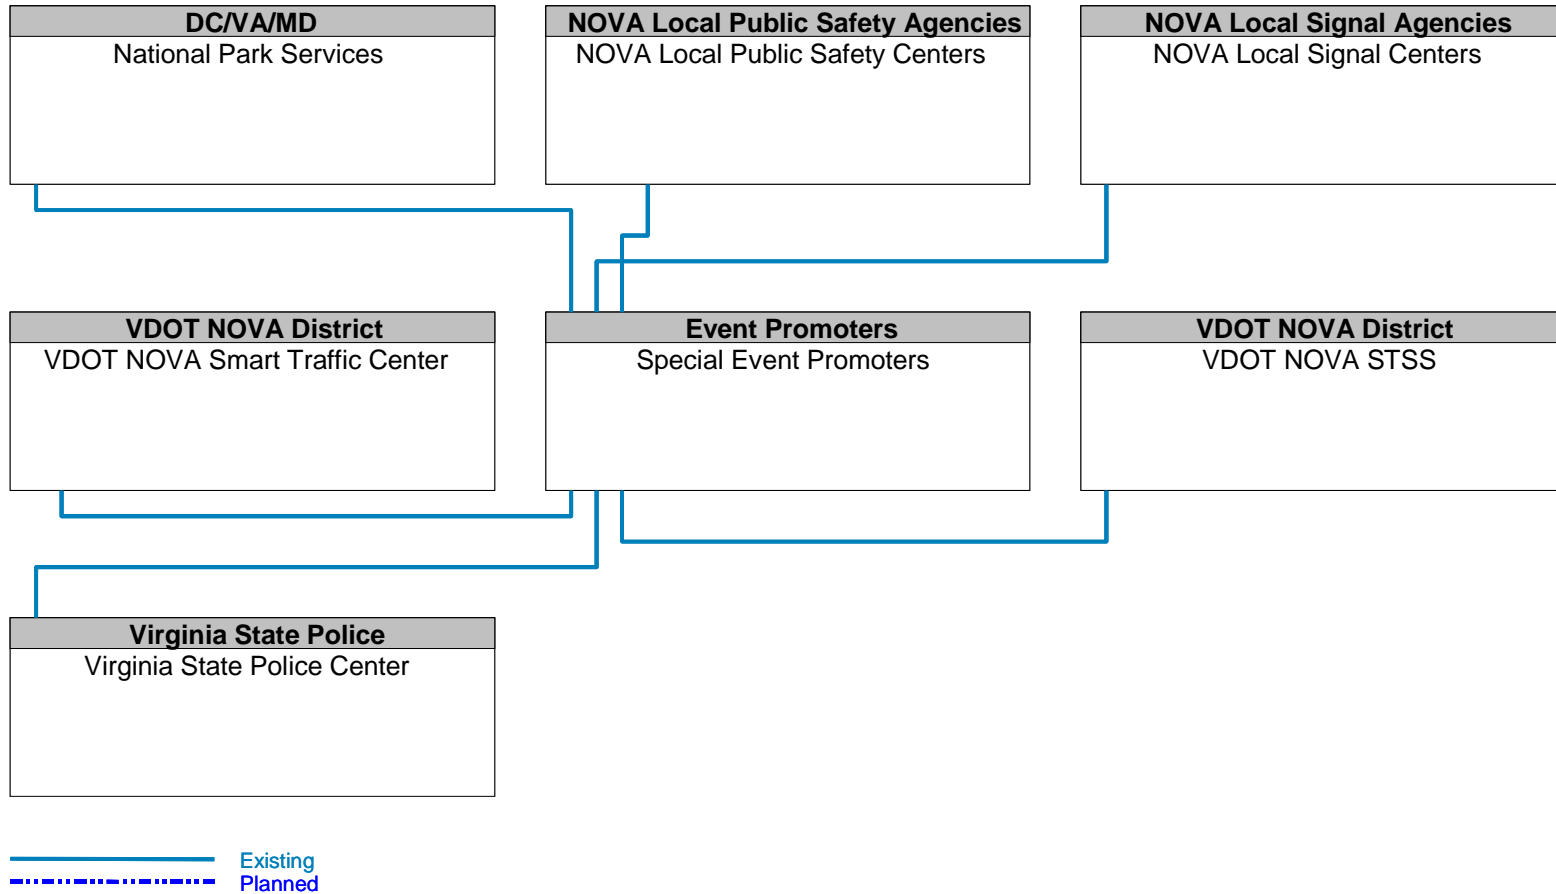 DC/VA/MD
National Park Services
NOVA Local Public Safety Agencies
NOVA Local Public Safety Centers
NOVA Local Signal Agencies
NOVA Local Signal Centers
VDOT NOVA District
VDOT NOVA Smart Traffic Center
Event Promoters
Special Event Promoters
VDOT NOVA District
VDOT NOVA STSS
Virginia State Police
Virginia State Police Center
Existing
Planned